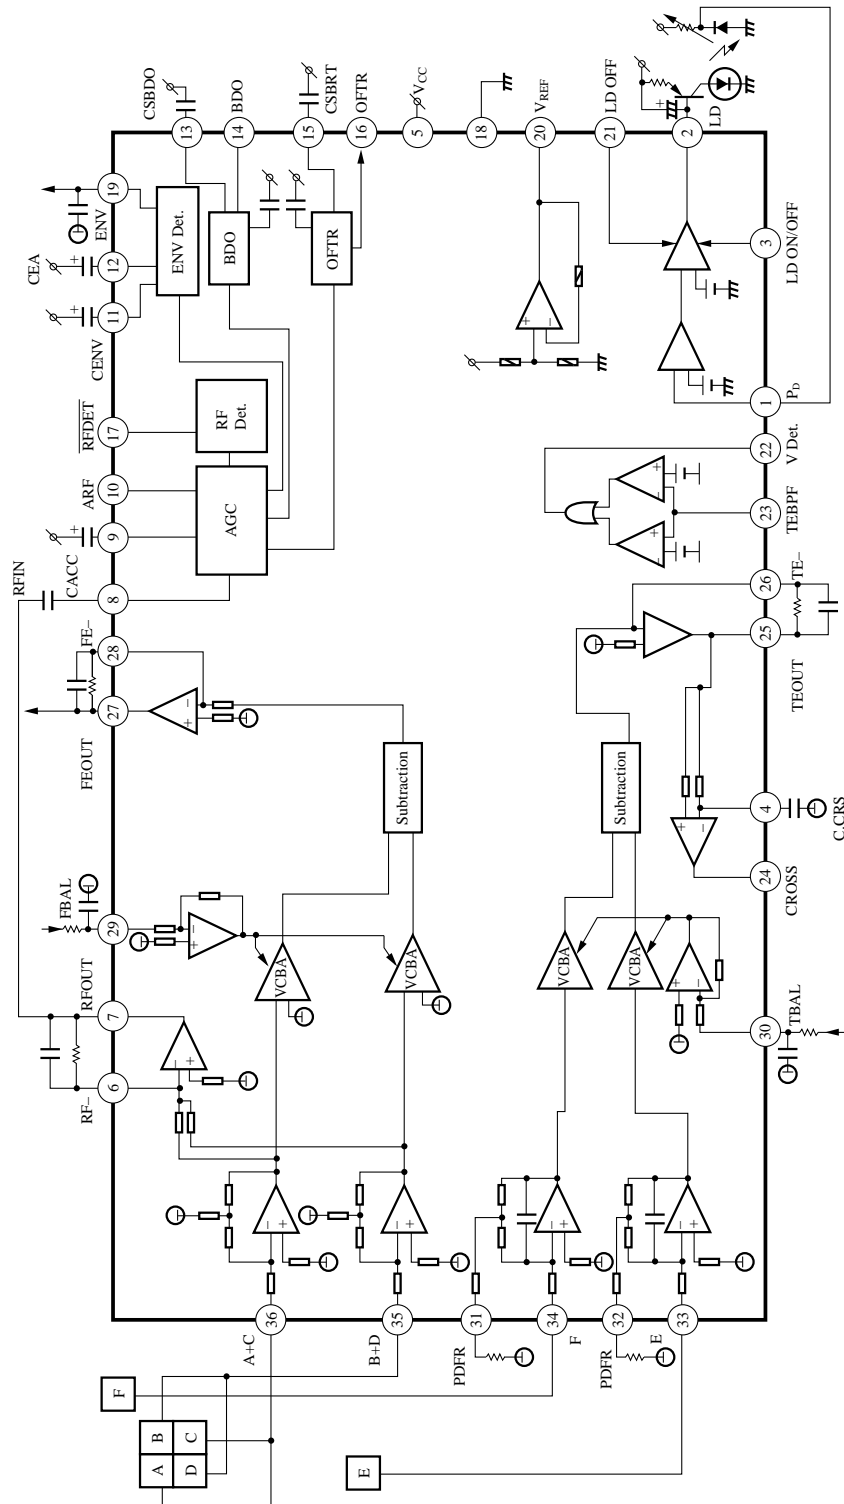 CSBDO
13
BDO
14
CSBRT
15
OFTR
16
VCC
5
18
VREF
20
LD OFF
21
LD
2
19
ENV
CEA
+
12
CENV
+
11
ENV Det.
BDO
OFTR
RFDET
17
RF
Det.
ARF
10
AGC
CACC
+
9
RFIN
8
+
−
+
LD ON/OFF
3
PD
1
V Det.
22
TEBPF
23
−
+
−
+
FE−
28
FEOUT
27
+
−
TE−
26
TEOUT
25
Subtraction
Subtraction
+
−
C.CRS
4
CROSS
24
FBAL
29
−
+
VCBA
VCBA
VCBA
VCBA
+
−
TBAL
30
RFOUT
7
RF−
6
−
+
−
+
−
+
−
+
−
+
36
A+C
35
B+D
31
PDFR
34
F
32
PDFR
33
E
F
B
C
A
D
E